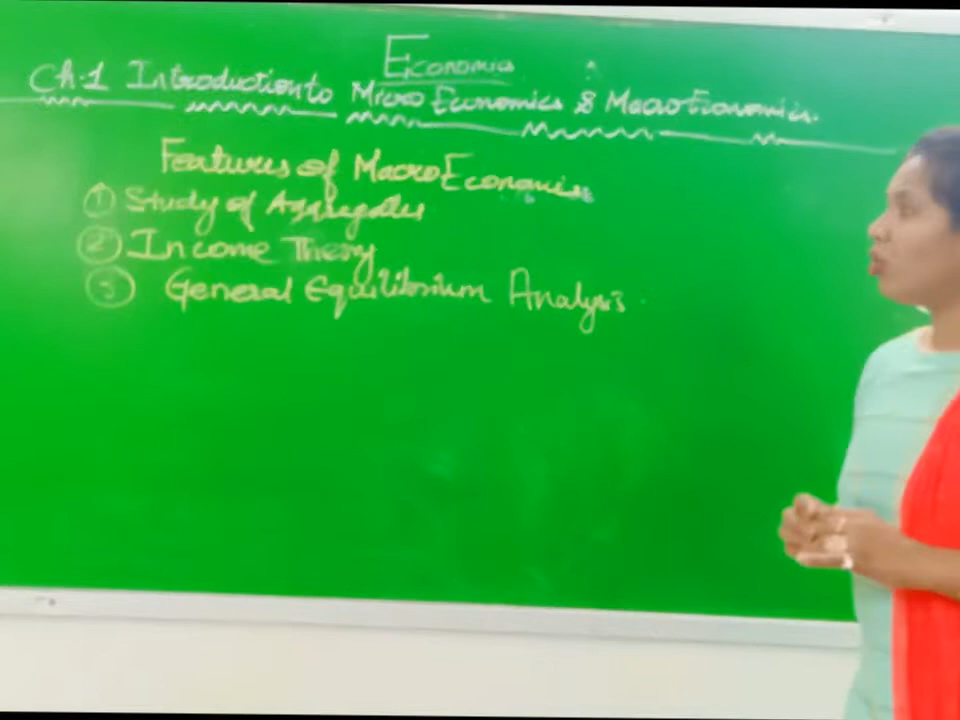 Economics
Ch.1 Introduction to Micro Economics & Macro Economics.
Features of Macro Economics
① Study of Aggregates
② Income Theory
③ General Equilibrium Analysis